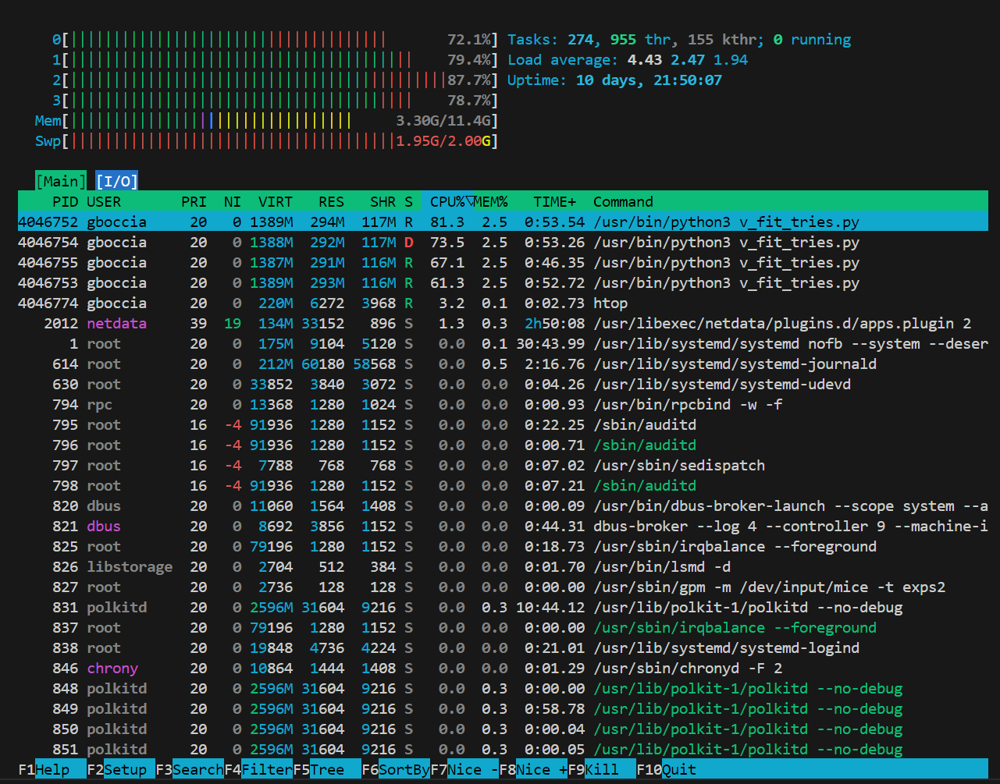 0[||||||||||||||||||||||||||||||||||||| 72.1%] Tasks: 274, 955 thr, 155 kthr; 0 running
1[|||||||||||||||||||||||||||||||||||||||| 79.4%] Load average: 4.43 2.47 1.94
2[||||||||||||||||||||||||||||||||||||||||||||87.7%] Uptime: 10 days, 21:50:07
3[|||||||||||||||||||||||||||||||||||||||| 78.7%]
Mem[||||||||||||||||||||||||||||||||| 3.30G/11.4G]
Swp[||||||||||||||||||||||||||||||||||||||1.95G/2.00G]
[Main] [I/O]
PID USER PRI NI VIRT RES SHR S CPU%▽MEM% TIME+ Command
4046752 gboccia 20 0 1389M 294M 117M R 81.3 2.5 0:53.54 /usr/bin/python3 v_fit_tries.py
4046754 gboccia 20 0 1388M 292M 117M D 73.5 2.5 0:53.26 /usr/bin/python3 v_fit_tries.py
4046755 gboccia 20 0 1387M 291M 116M R 67.1 2.5 0:46.35 /usr/bin/python3 v_fit_tries.py
4046753 gboccia 20 0 1389M 293M 116M R 61.3 2.5 0:52.72 /usr/bin/python3 v_fit_tries.py
4046774 gboccia 20 0 220M 6272 3968 R 3.2 0.1 0:02.73 htop
2012 netdata 39 19 134M 33152 896 S 1.3 0.3 2h50:08 /usr/libexec/netdata/plugins.d/apps.plugin 2
1 root 20 0 175M 9104 5120 S 0.0 0.1 30:43.99 /usr/lib/systemd/systemd nofb --system --deser
614 root 20 0 212M 60180 58568 S 0.0 0.5 2:16.76 /usr/lib/systemd/systemd-journald
630 root 20 0 33852 3840 3072 S 0.0 0.0 0:04.26 /usr/lib/systemd/systemd-udevd
794 rpc 20 0 13368 1280 1024 S 0.0 0.0 0:00.93 /usr/bin/rpcbind -w -f
795 root 16 -4 91936 1280 1152 S 0.0 0.0 0:22.25 /sbin/auditd
796 root 16 -4 91936 1280 1152 S 0.0 0.0 0:00.71 /sbin/auditd
797 root 16 -4 7788 768 768 S 0.0 0.0 0:07.02 /usr/sbin/sedispatch
798 root 16 -4 91936 1280 1152 S 0.0 0.0 0:07.21 /sbin/auditd
820 dbus 20 0 11060 1564 1408 S 0.0 0.0 0:00.09 /usr/bin/dbus-broker-launch --scope system --a
821 dbus 20 0 8692 3856 1152 S 0.0 0.0 0:44.31 dbus-broker --log 4 --controller 9 --machine-i
825 root 20 0 79196 1280 1152 S 0.0 0.0 0:18.73 /usr/sbin/irqbalance --foreground
826 libstorage 20 0 2704 512 384 S 0.0 0.0 0:01.70 /usr/bin/lsmd -d
827 root 20 0 2736 128 128 S 0.0 0.0 0:00.00 /usr/sbin/gpm -m /dev/input/mice -t exps2
831 polkitd 20 0 2596M 31604 9216 S 0.0 0.3 10:44.12 /usr/lib/polkit-1/polkitd --no-debug
837 root 20 0 79196 1280 1152 S 0.0 0.0 0:00.00 /usr/sbin/irqbalance --foreground
838 root 20 0 19848 4736 4224 S 0.0 0.0 0:21.01 /usr/lib/systemd/systemd-logind
846 chrony 20 0 10864 1444 1408 S 0.0 0.0 0:01.29 /usr/sbin/chronyd -F 2
848 polkitd 20 0 2596M 31604 9216 S 0.0 0.3 0:00.00 /usr/lib/polkit-1/polkitd --no-debug
849 polkitd 20 0 2596M 31604 9216 S 0.0 0.3 0:58.78 /usr/lib/polkit-1/polkitd --no-debug
850 polkitd 20 0 2596M 31604 9216 S 0.0 0.3 0:00.04 /usr/lib/polkit-1/polkitd --no-debug
851 polkitd 20 0 2596M 31604 9216 S 0.0 0.3 0:00.05 /usr/lib/polkit-1/polkitd --no-debug
F1Help F2Setup F3SearchF4FilterF5Tree F6SortByF7Nice -F8Nice +F9Kill F10Quit